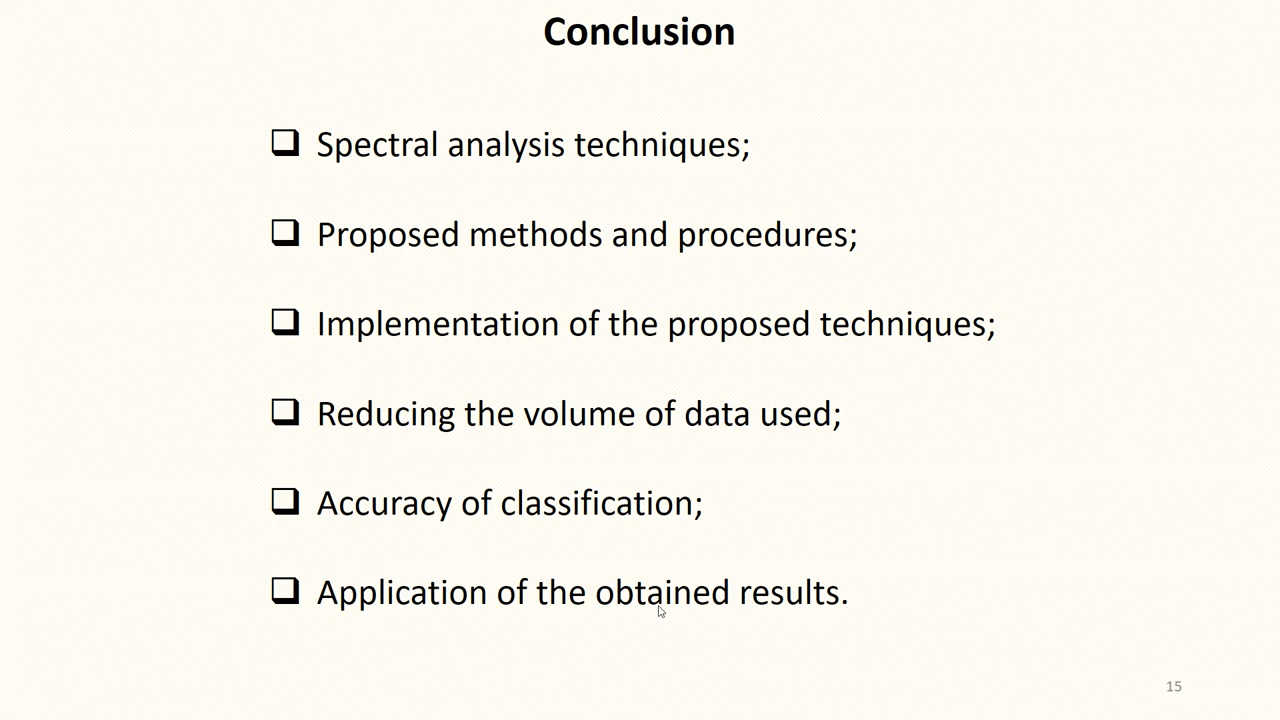 Conclusion
❑ Spectral analysis techniques;
❑ Proposed methods and procedures;
❑ Implementation of the proposed techniques;
❑ Reducing the volume of data used;
❑ Accuracy of classification;
❑ Application of the obtained results.
15